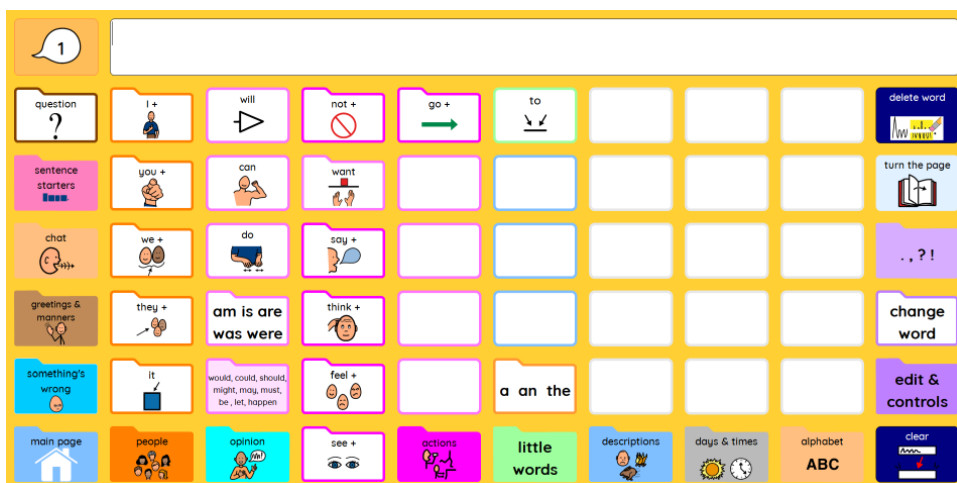 1
question
?
I +
will
not +
go +
to
delete word
sentence
starters
you +
can
want
turn the page
chat
we +
do
say +
. , ? !
greetings &
manners
they +
am is are
was were
think +
change
word
something's
wrong
it
would, could, should,
might, may, must,
be , let, happen
feel +
a an the
edit &
controls
main page
people
opinion
see +
actions
little
words
descriptions
days & times
alphabet
ABC
clear